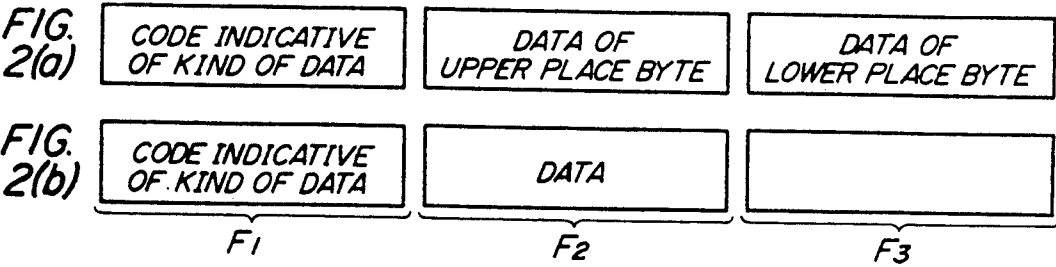 FIG.
2(a)
CODE INDICATIVE
OF KIND OF DATA
DATA OF
UPPER PLACE BYTE
DATA OF
LOWER PLACE BYTE
FIG.
2(b)
CODE INDICATIVE
OF KIND OF DATA
DATA
F1
F2
F3